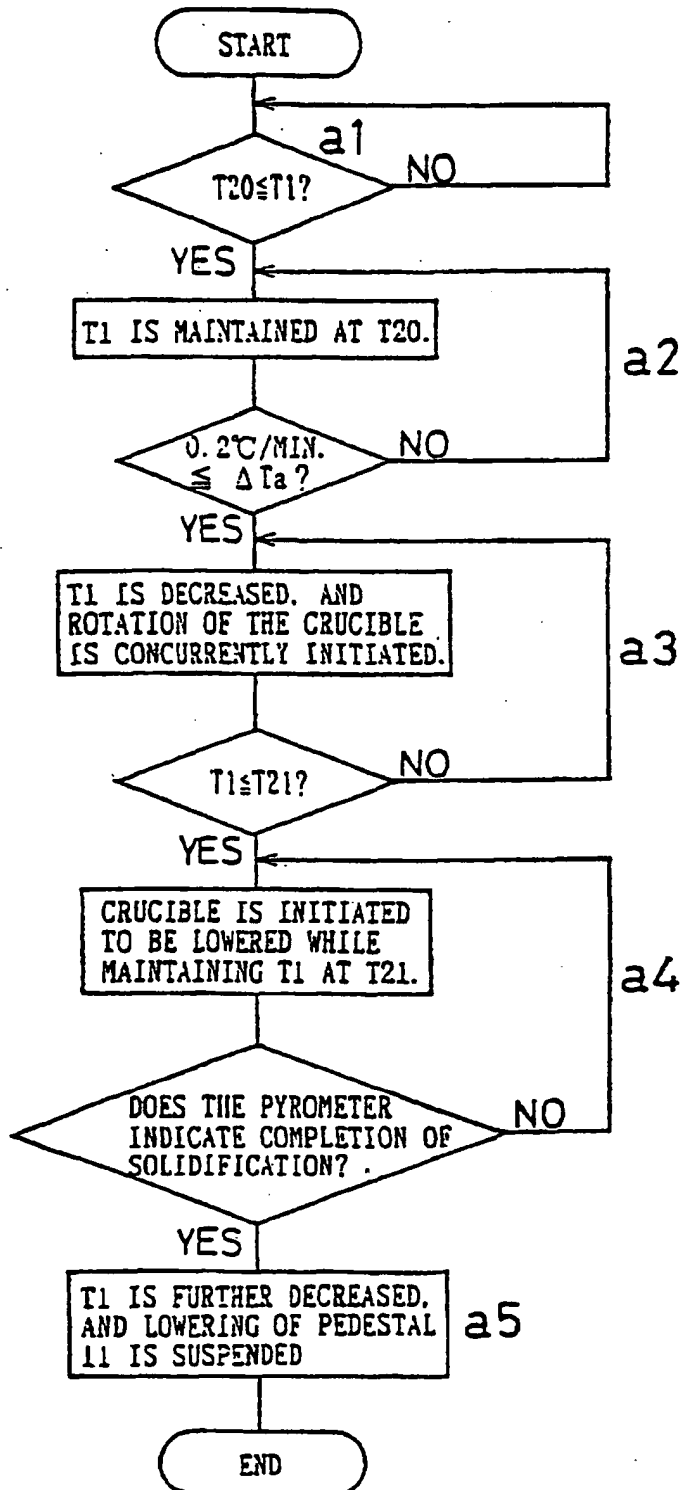 START
a1
T20≦T1?
NO
YES
T1 IS MAINTAINED AT T20.
a2
0.2℃/MIN.
≦ ΔTa?
NO
YES
T1 IS DECREASED, AND
ROTATION OF THE CRUCIBLE
IS CONCURRENTLY INITIATED.
a3
T1≦T21?
NO
YES
CRUCIBLE IS INITIATED
TO BE LOWERED WHILE
MAINTAINING T1 AT T21.
a4
DOES THE PYROMETER
INDICATE COMPLETION OF
SOLIDIFICATION?
NO
YES
T1 IS FURTHER DECREASED,
AND LOWERING OF PEDESTAL
11 IS SUSPENDED
a5
END